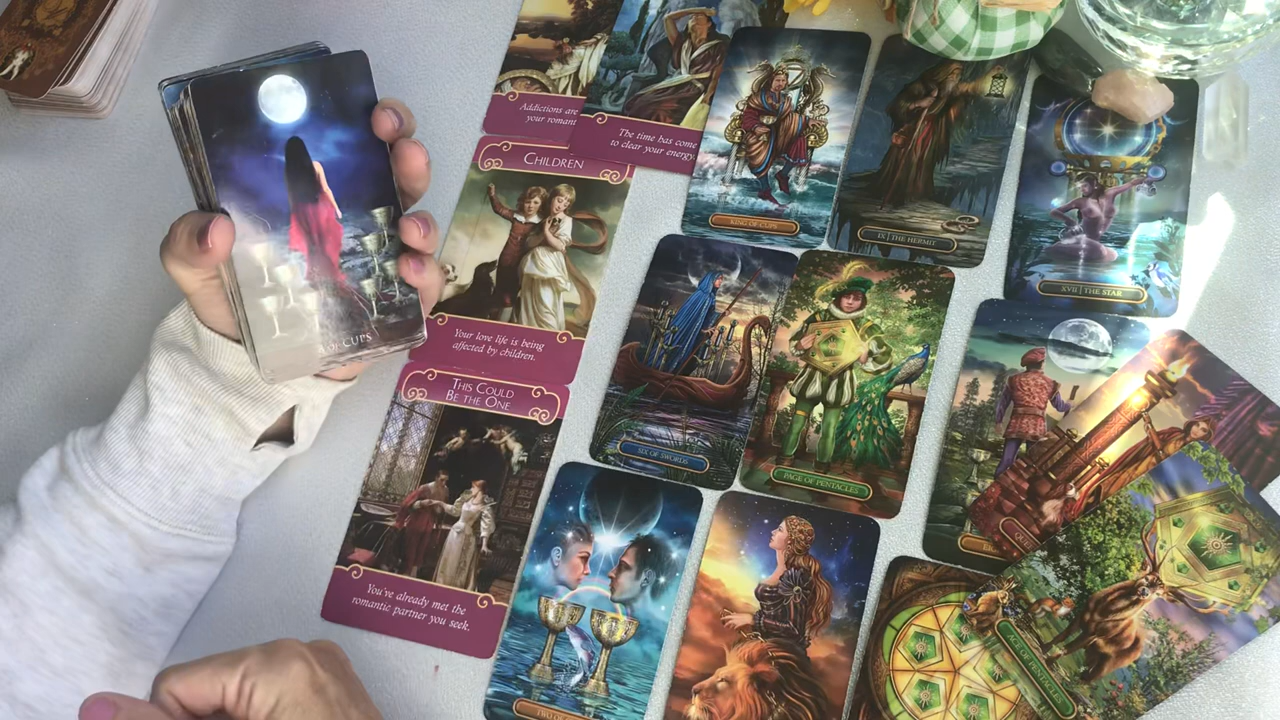 Addictions are
your romant
The time has come
to clear your energy.
KING OF CUPS
IX | THE HERMIT
XVII | THE STAR
CHILDREN
Your love life is being
affected by children.
OF CUPS
SIX OF SWORDS
PAGE OF PENTACLES
THIS COULD
BE THE ONE
You've already met the
romantic partner you seek.
TWO OF
ACE OF PENTACLES